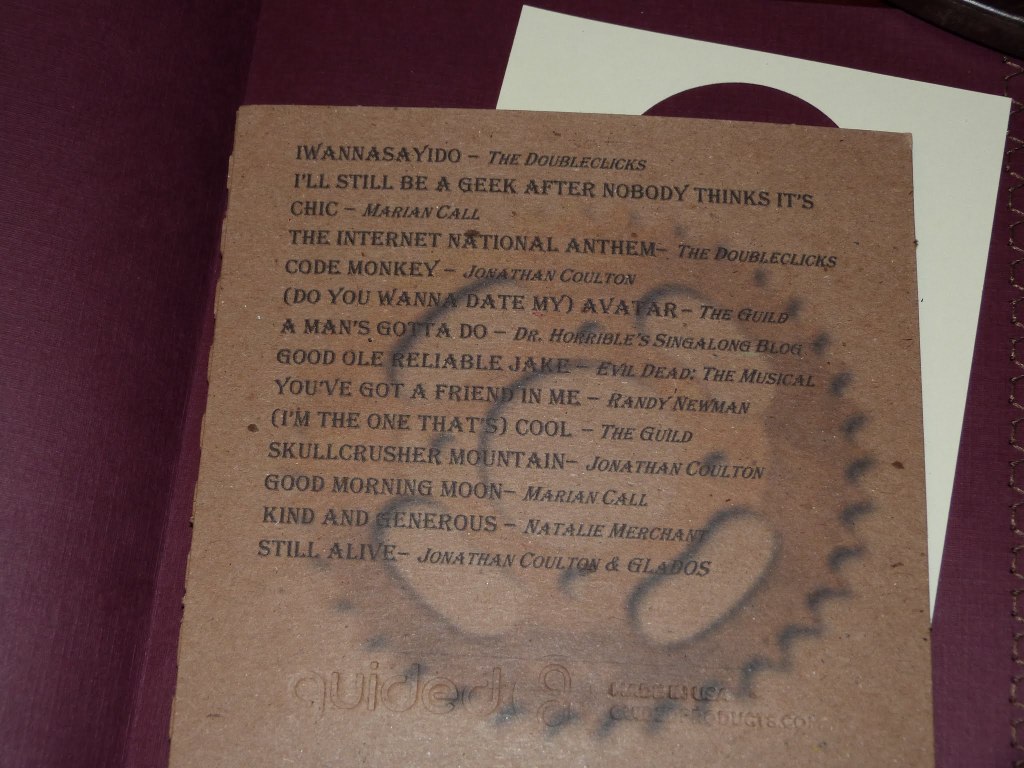 IWANNASAYIDO – THE DOUBLECLICKS
I'LL STILL BE A GEEK AFTER NOBODY THINKS IT'S
CHIC – MARIAN CALL
THE INTERNET NATIONAL ANTHEM– THE DOUBLECLICKS
CODE MONKEY – JONATHAN COULTON
(DO YOU WANNA DATE MY) AVATAR – THE GUILD
A MAN'S GOTTA DO – DR. HORRIBLE'S SINGALONG BLOG
GOOD OLE RELIABLE JAKE – EVIL DEAD: THE MUSICAL
YOU'VE GOT A FRIEND IN ME – RANDY NEWMAN
(I'M THE ONE THAT'S) COOL – THE GUILD
SKULLCRUSHER MOUNTAIN– JONATHAN COULTON
GOOD MORNING MOON– MARIAN CALL
KIND AND GENEROUS – NATALIE MERCHANT
STILL ALIVE– JONATHAN COULTON & GLADOS
guided
MADE IN USA